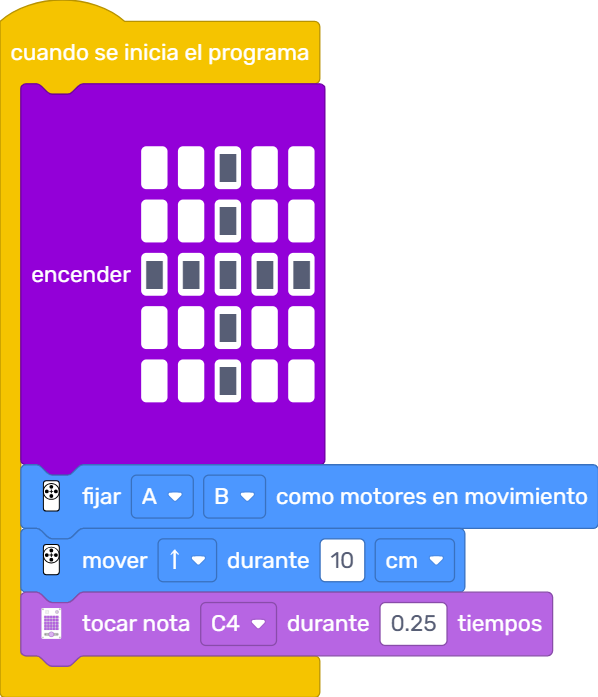 cuando se inicia el programa
encender
fijar A B como motores en movimiento
mover ↑ durante 10 cm
tocar nota C4 durante 0.25 tiempos